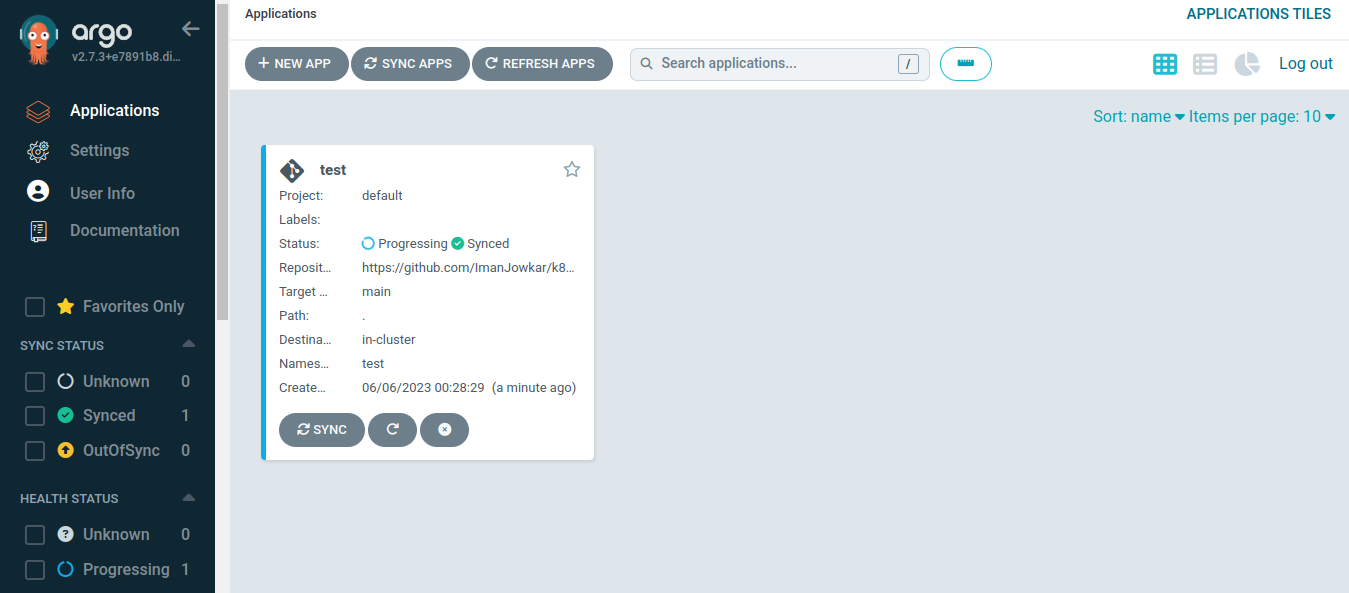 argo
v2.7.3+e7891b8.di...
Applications
Settings
User Info
Documentation
Favorites Only
SYNC STATUS
Unknown 0
Synced 1
OutOfSync 0
HEALTH STATUS
Unknown 0
Progressing 1
Applications
APPLICATIONS TILES
+ NEW APP SYNC APPS REFRESH APPS Search applications... / Log out
Sort: name Items per page: 10
test
Project: default
Labels:
Status: Progressing Synced
Reposit... https://github.com/ImanJowkar/k8...
Target ... main
Path: .
Destina... in-cluster
Names... test
Create... 06/06/2023 00:28:29 (a minute ago)
SYNC